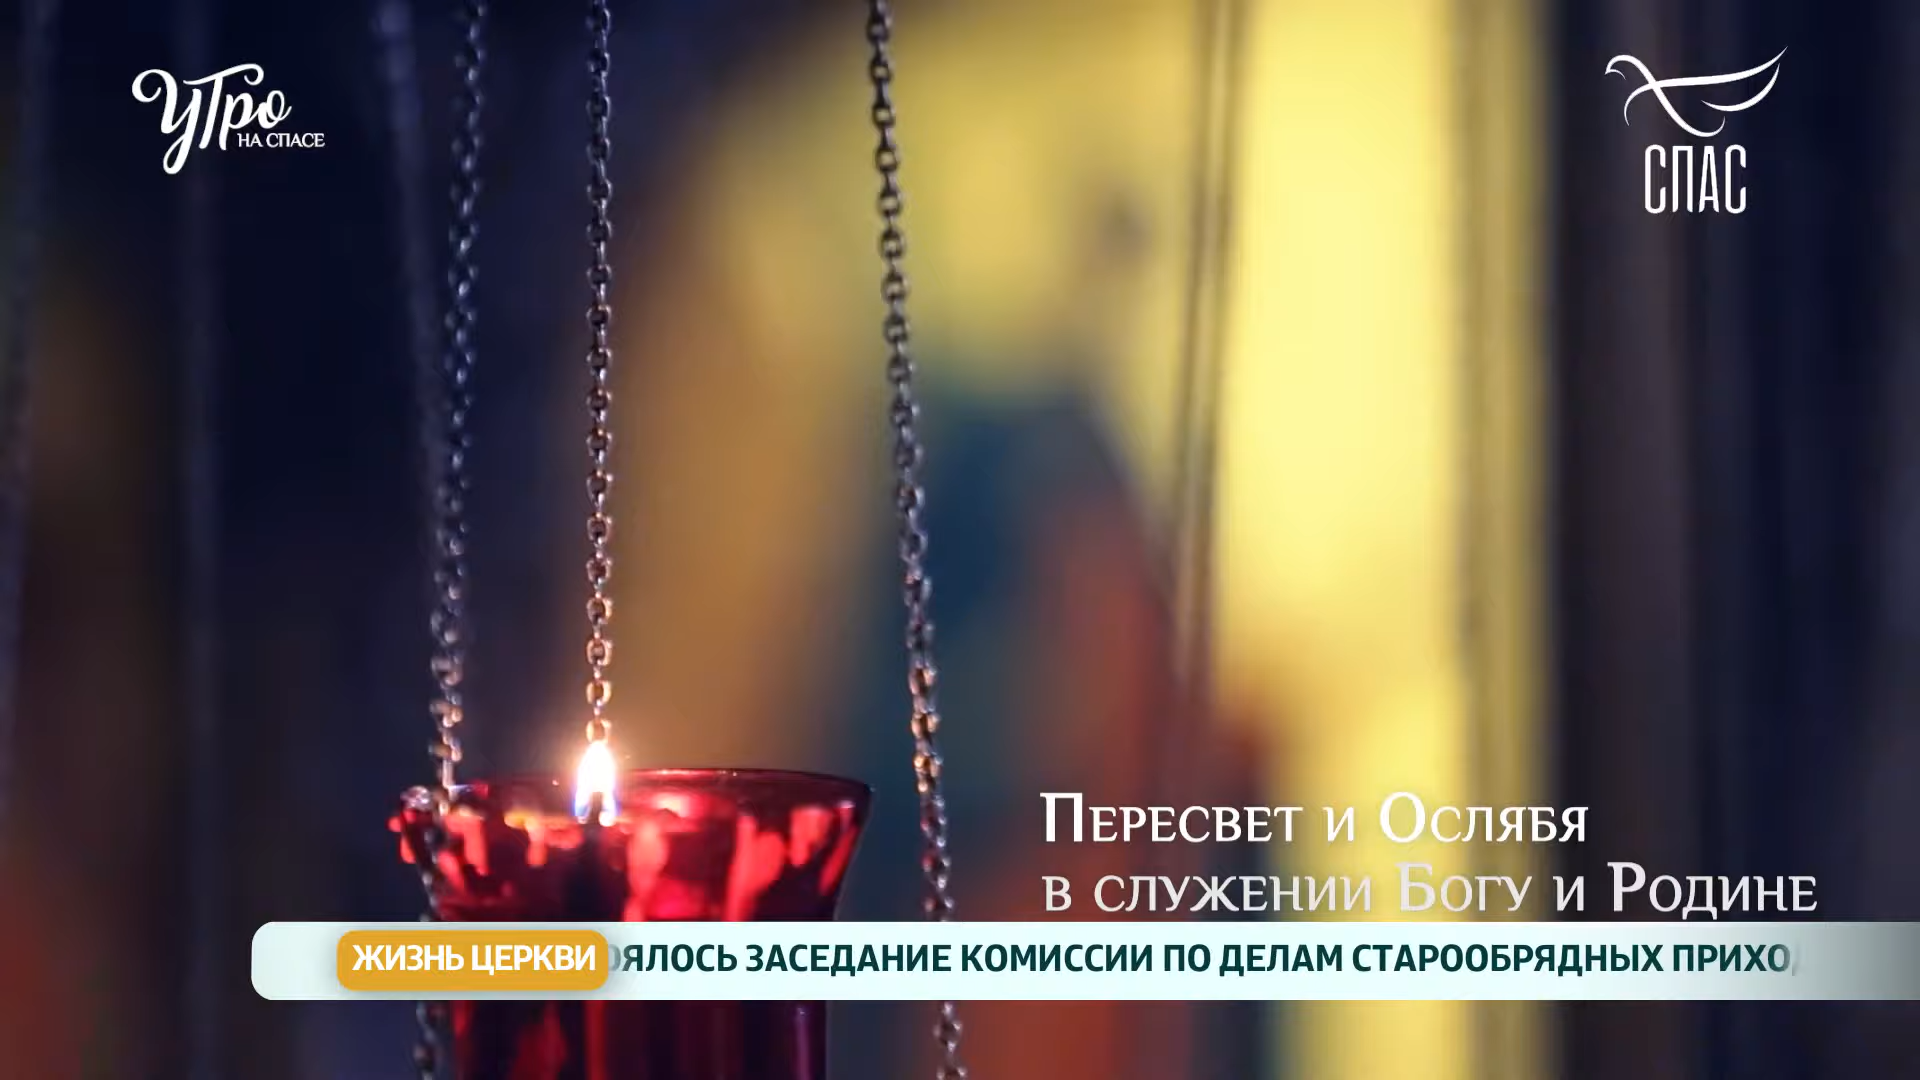 Утро
НА СПАСЕ
СПАС
Пересвет и Ослябя
в служении Богу и Родине
ЖИЗНЬ ЦЕРКВИ
ЗАСЕДАНИЕ КОМИССИИ ПО ДЕЛАМ СТАРООБРЯДНЫХ